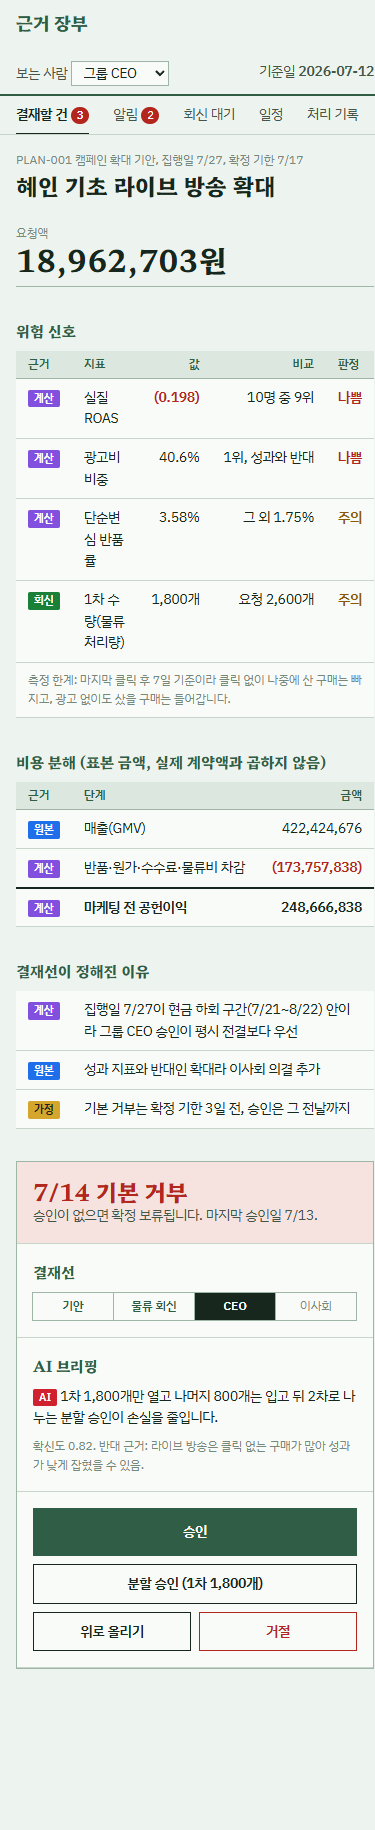 근거 장부
보는 사람 그룹 CEO
기준일 2026-07-12
결재할 건 3 알림 2 회신 대기 일정 처리 기록
PLAN-001 캠페인 확대 기안, 집행일 7/27, 확정 기한 7/17
혜인 기초 라이브 방송 확대
요청액
18,962,703원
위험 신호
근거 지표 값 비교 판정
계산 실질 (0.198) 10명 중 9위 나쁨
ROAS
계산 광고비 40.6% 1위, 성과와 반대 나쁨
비중
계산 단순변 3.58% 그 외 1.75% 주의
심 반품
률
회신 1차 수 1,800개 요청 2,600개 주의
량(물류
처리량)
측정 한계: 마지막 클릭 후 7일 기준이라 클릭 없이 나중에 산 구매는 빠
지고, 광고 없이도 샀을 구매는 들어갑니다.
비용 분해 (표본 금액, 실제 계약액과 곱하지 않음)
근거 단계 금액
원본 매출(GMV) 422,424,676
계산 반품·원가·수수료·물류비 차감 (173,757,838)
계산 마케팅 전 공헌이익 248,666,838
결재선이 정해진 이유
계산 집행일 7/27이 현금 하회 구간(7/21~8/22) 안이
라 그룹 CEO 승인이 평시 전결보다 우선
원본 성과 지표와 반대인 확대라 이사회 의결 추가
가정 기본 거부는 확정 기한 3일 전, 승인은 그 전날까지
7/14 기본 거부
승인이 없으면 확정 보류됩니다. 마지막 승인일 7/13.
결재선
기안 물류 회신 CEO 이사회
AI 브리핑
AI 1차 1,800개만 열고 나머지 800개는 입고 뒤 2차로 나
누는 분할 승인이 손실을 줄입니다.
확신도 0.82. 반대 근거: 라이브 방송은 클릭 없는 구매가 많아 성과
가 낮게 잡혔을 수 있음.
승인
분할 승인 (1차 1,800개)
위로 올리기 거절